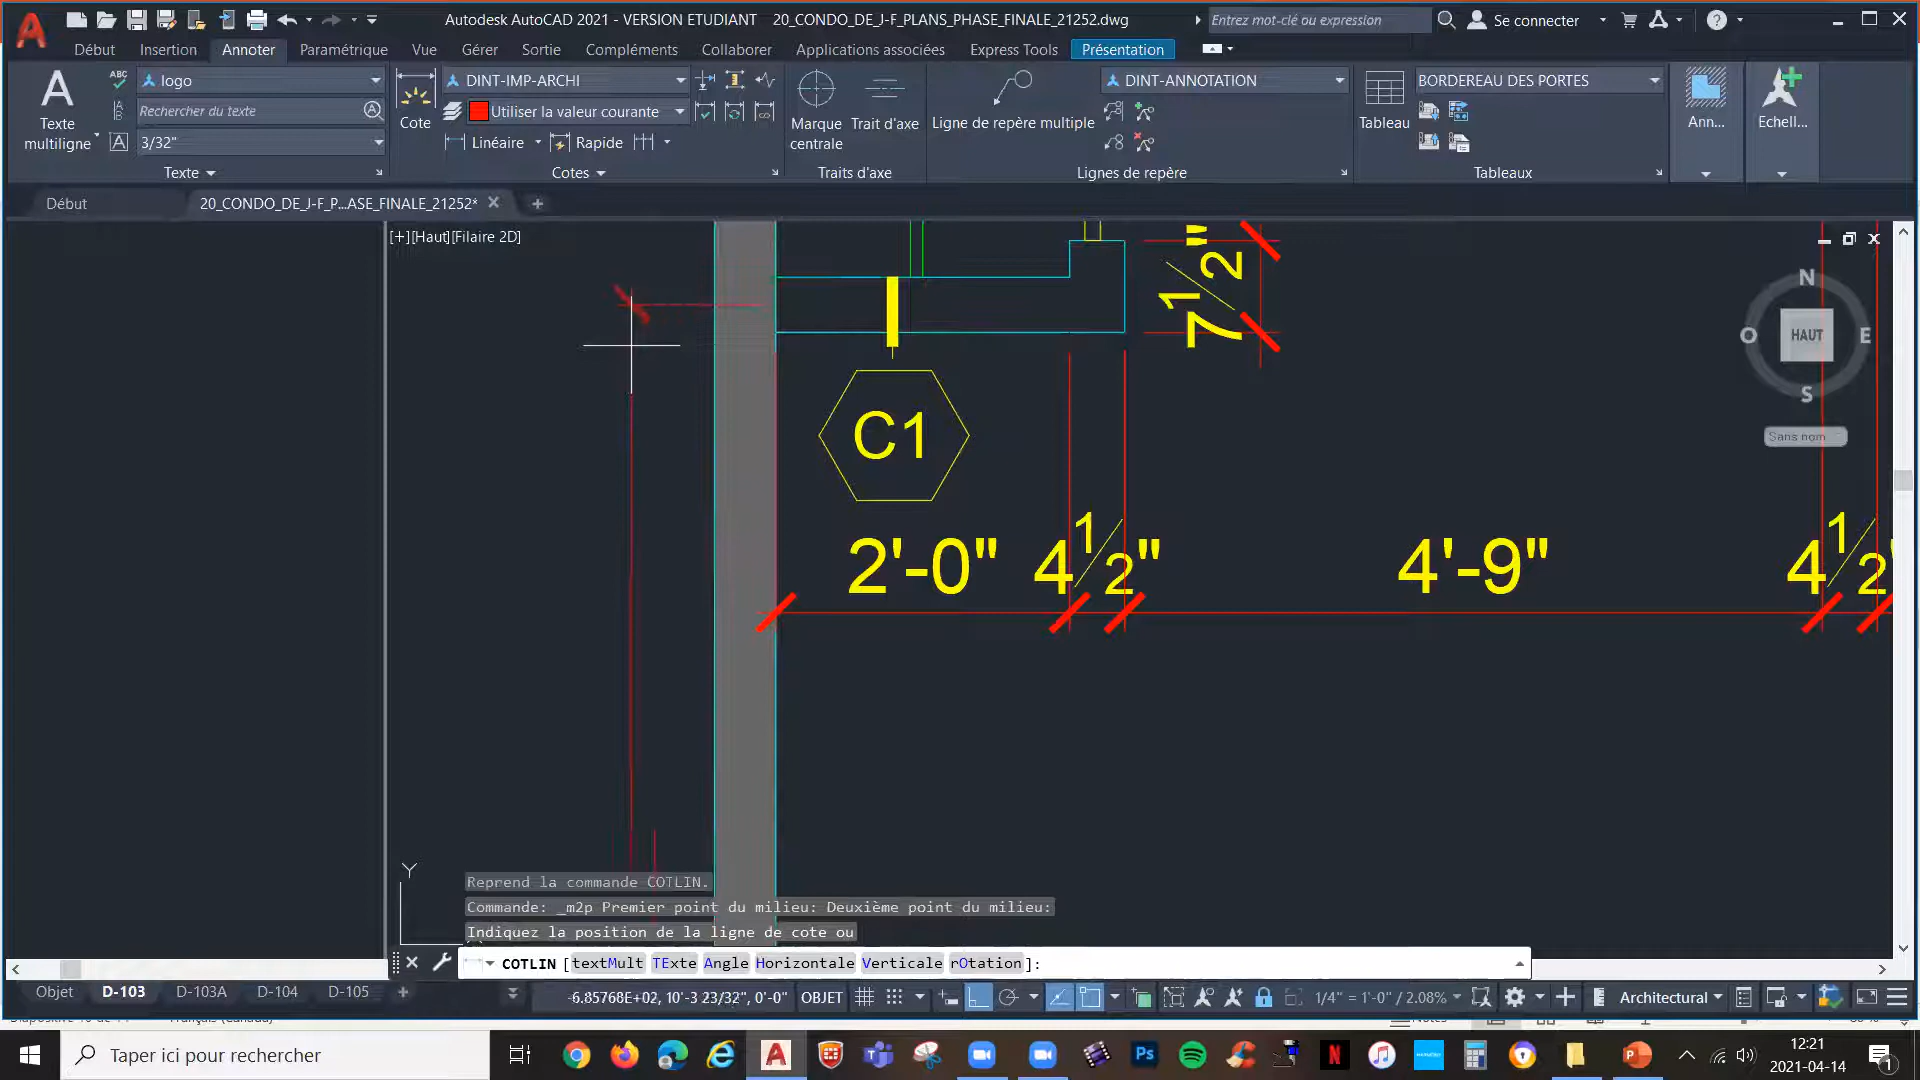 Autodesk AutoCAD 2021 - VERSION ETUDIANT 20_CONDO_DE_J-F_PLANS_PHASE_FINALE_21252.dwg
Entrez mot-clé ou expression
Se connecter
Début Insertion Annoter Paramétrique Vue Gérer Sortie Compléments Collaborer Applications associées Express Tools Présentation
A
Texte
multiligne
ABC
logo
Rechercher du texte
3/32"
Texte
Cote
DINT-IMP-ARCHI
Utiliser la valeur courante
Linéaire Rapide
Cotes
Marque
centrale
Trait d'axe
Traits d'axe
Ligne de repère multiple
DINT-ANNOTATION
Lignes de repère
Tableau
BORDEREAU DES PORTES
Tableaux
Ann...
Echell...
Début
20_CONDO_DE_J-F_P...ASE_FINALE_21252*
[+][Haut][Filaire 2D]
7 1/2"
C1
2'-0" 4 1/2" 4'-9" 4 1/2"
N
O HAUT E
S
Sans nom
Y
Reprend la commande COTLIN.
Commande: _m2p Premier point du milieu: Deuxième point du milieu:
Indiquez la position de la ligne de cote ou
COTLIN [textMult TExte Angle Horizontale Verticale rOtation]:
Objet D-103 D-103A D-104 D-105
-6.85768E+02, 10'-3 23/32", 0'-0" OBJET 1/4" = 1'-0" / 2.08% Architectural
Taper ici pour rechercher
Ps
N
12:21
2021-04-14
1